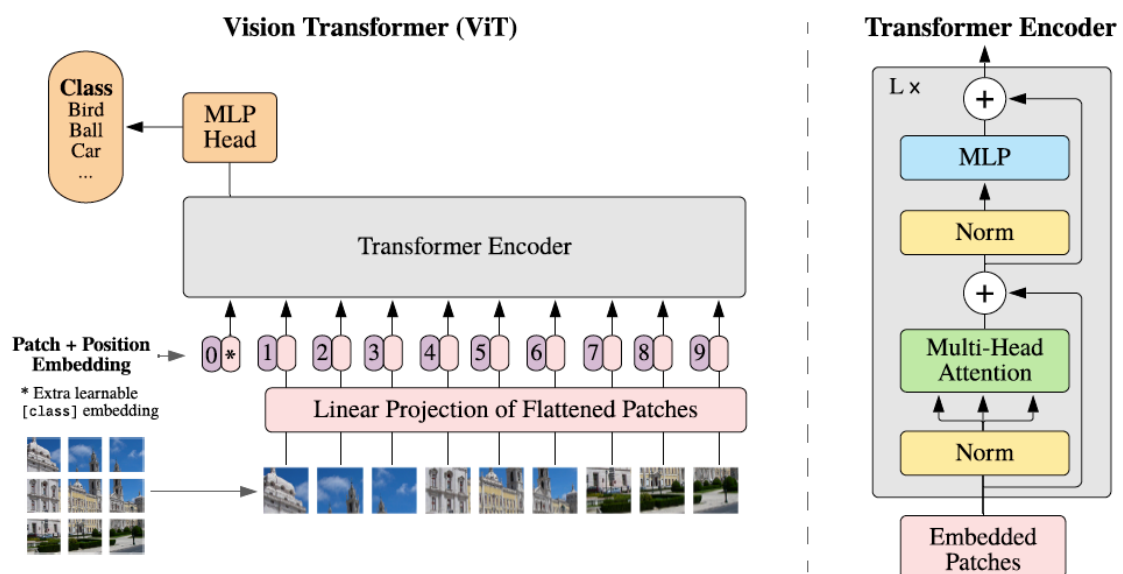 Vision Transformer (ViT)
Class
Bird
Ball
Car
...
MLP
Head
Transformer Encoder
Patch + Position
Embedding
* Extra learnable
[class] embedding
0 * 1 2 3 4 5 6 7 8 9
Linear Projection of Flattened Patches
Transformer Encoder
L x
+
MLP
Norm
+
Multi-Head
Attention
Norm
Embedded
Patches